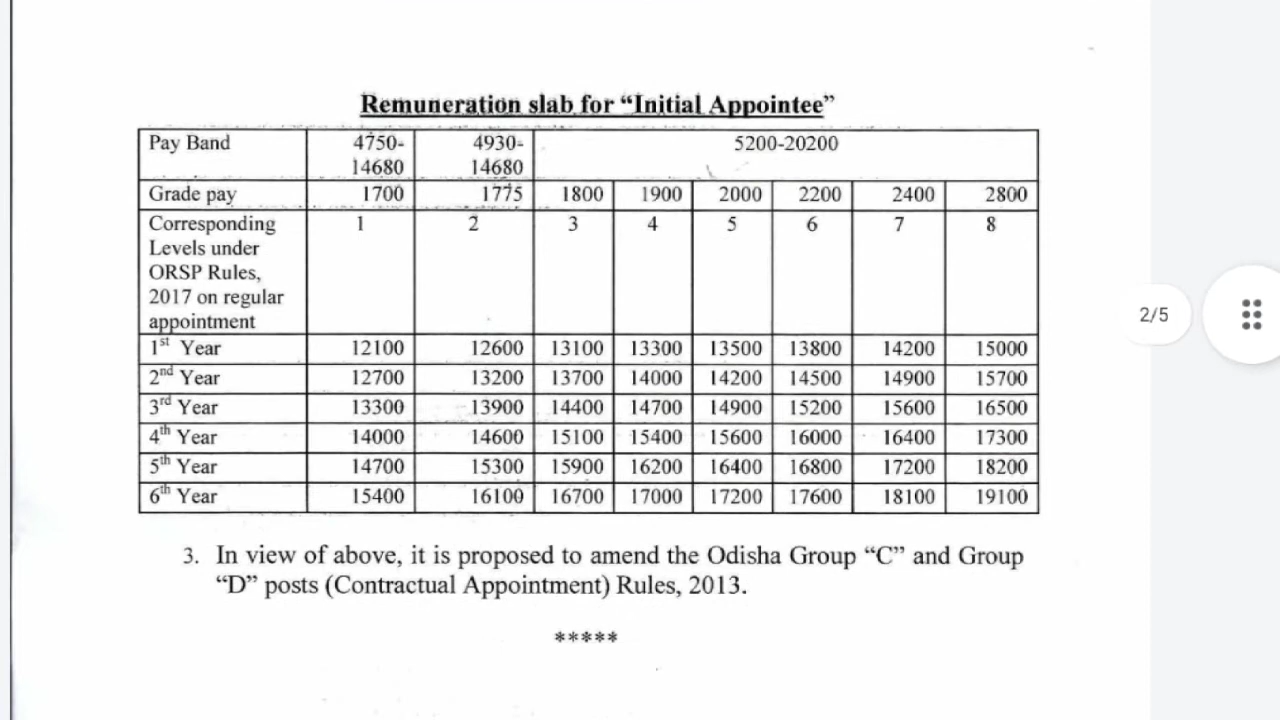 Remuneration slab for “Initial Appointee”
Pay Band 4750- 4930- 5200-20200
14680 14680
Grade pay 1700 1775 1800 1900 2000 2200 2400 2800
Corresponding 1 2 3 4 5 6 7 8
Levels under
ORSP Rules,
2017 on regular
appointment
1st Year 12100 12600 13100 13300 13500 13800 14200 15000
2nd Year 12700 13200 13700 14000 14200 14500 14900 15700
3rd Year 13300 13900 14400 14700 14900 15200 15600 16500
4th Year 14000 14600 15100 15400 15600 16000 16400 17300
5th Year 14700 15300 15900 16200 16400 16800 17200 18200
6th Year 15400 16100 16700 17000 17200 17600 18100 19100
3. In view of above, it is proposed to amend the Odisha Group “C” and Group
“D” posts (Contractual Appointment) Rules, 2013.
*****
2/5